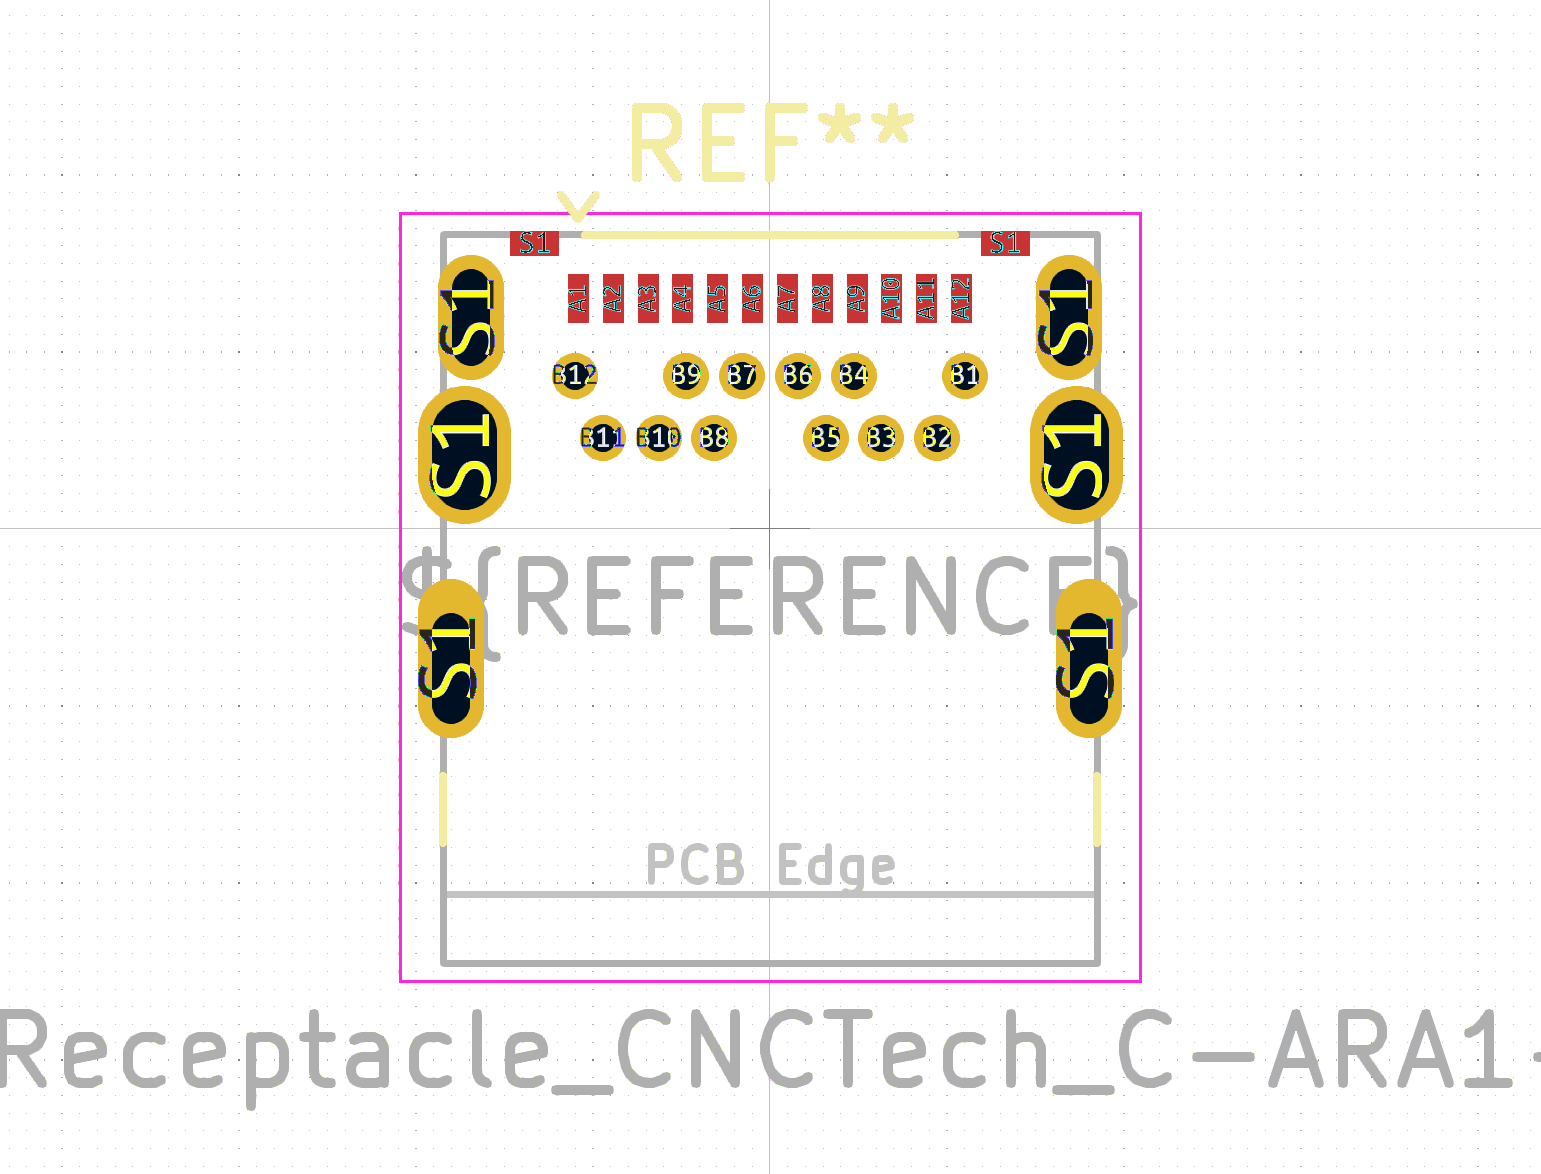 REF**
S1 S1
S1 A1 A2 A3 A4 A5 A6 A7 A8 A9 A10 A11 A12 S1
B12 B9 B7 B6 B4 B1
S1 B11 B10 B8 B5 B3 B2 S1
${REFERENCE}
S1 S1
PCB Edge
Receptacle_CNCTech_C-ARA1-